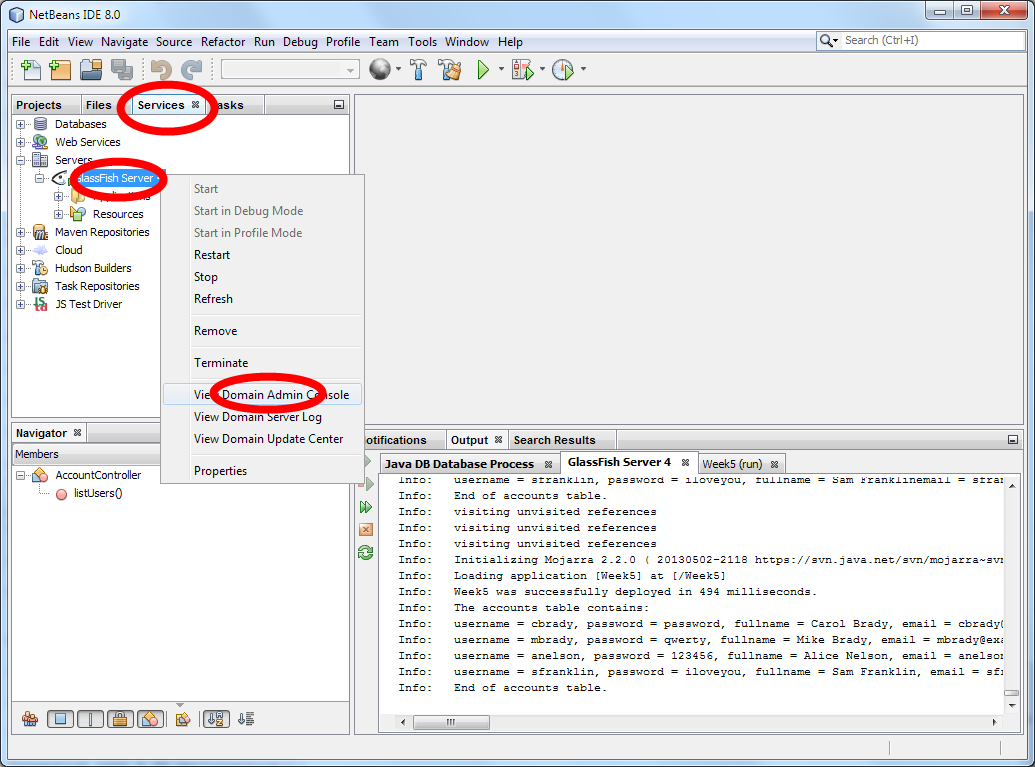 NetBeans IDE 8.0
File Edit View Navigate Source Refactor Run Debug Profile Team Tools Window Help
Search (Ctrl+I)
Projects Files Services asks
Databases
Web Services
Servers
GlassFish Server
Applications
Resources
Maven Repositories
Cloud
Hudson Builders
Task Repositories
JS Test Driver
Start
Start in Debug Mode
Start in Profile Mode
Restart
Stop
Refresh
Remove
Terminate
View Domain Admin Console
View Domain Server Log
View Domain Update Center
Properties
Navigator
Members
AccountController
listUsers()
otifications Output Search Results
Java DB Database Process GlassFish Server 4 Week5 (run)
Info: username = sfranklin, password = iloveyou, fullname = Sam Franklinemail = sfran
Info: End of accounts table.
Info: visiting unvisited references
Info: visiting unvisited references
Info: visiting unvisited references
Info: Initializing Mojarra 2.2.0 ( 20130502-2118 https://svn.java.net/svn/mojarra~svn
Info: Loading application [Week5] at [/Week5]
Info: Week5 was successfully deployed in 494 milliseconds.
Info: The accounts table contains:
Info: username = cbrady, password = password, fullname = Carol Brady, email = cbrady@
Info: username = mbrady, password = qwerty, fullname = Mike Brady, email = mbrady@exa
Info: username = anelson, password = 123456, fullname = Alice Nelson, email = anelson
Info: username = sfranklin, password = iloveyou, fullname = Sam Franklin, email = sfr
Info: End of accounts table.